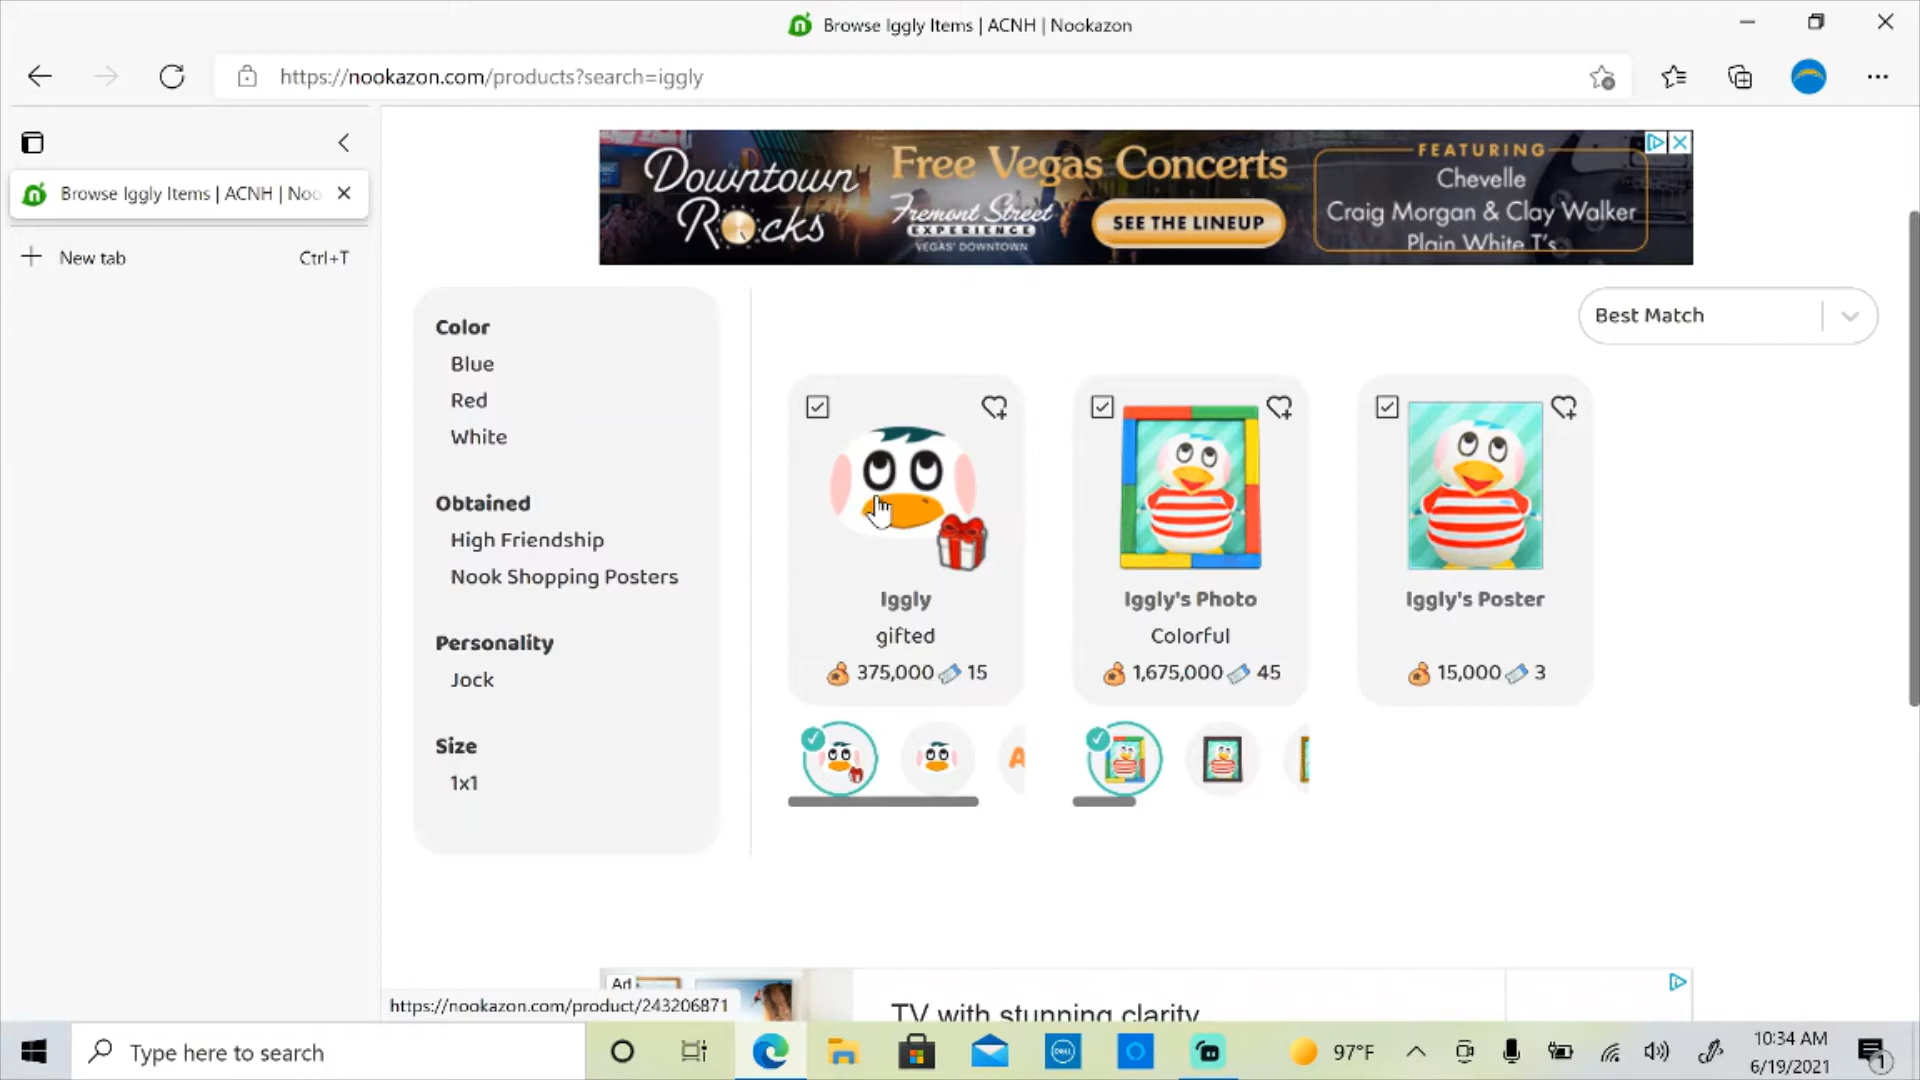 Browse Iggly Items | ACNH | Nookazon
https://nookazon.com/products?search=iggly
Browse Iggly Items | ACNH | Noo
New tab
Ctrl+T
Downtown Rocks
Free Vegas Concerts
Fremont Street
EXPERIENCE
VEGAS' DOWNTOWN
SEE THE LINEUP
FEATURING
Chevelle
Craig Morgan & Clay Walker
Plain White T's
Best Match
Color
Blue
Red
White
Obtained
High Friendship
Nook Shopping Posters
Personality
Jock
Size
1x1
Iggly
gifted
375,000 15
Iggly's Photo
Colorful
1,675,000 45
Iggly's Poster
15,000 3
A
Ad
TV with stunning clarity
https://nookazon.com/product/243206871
Type here to search
DELL
97°F
10:34 AM
6/19/2021
1